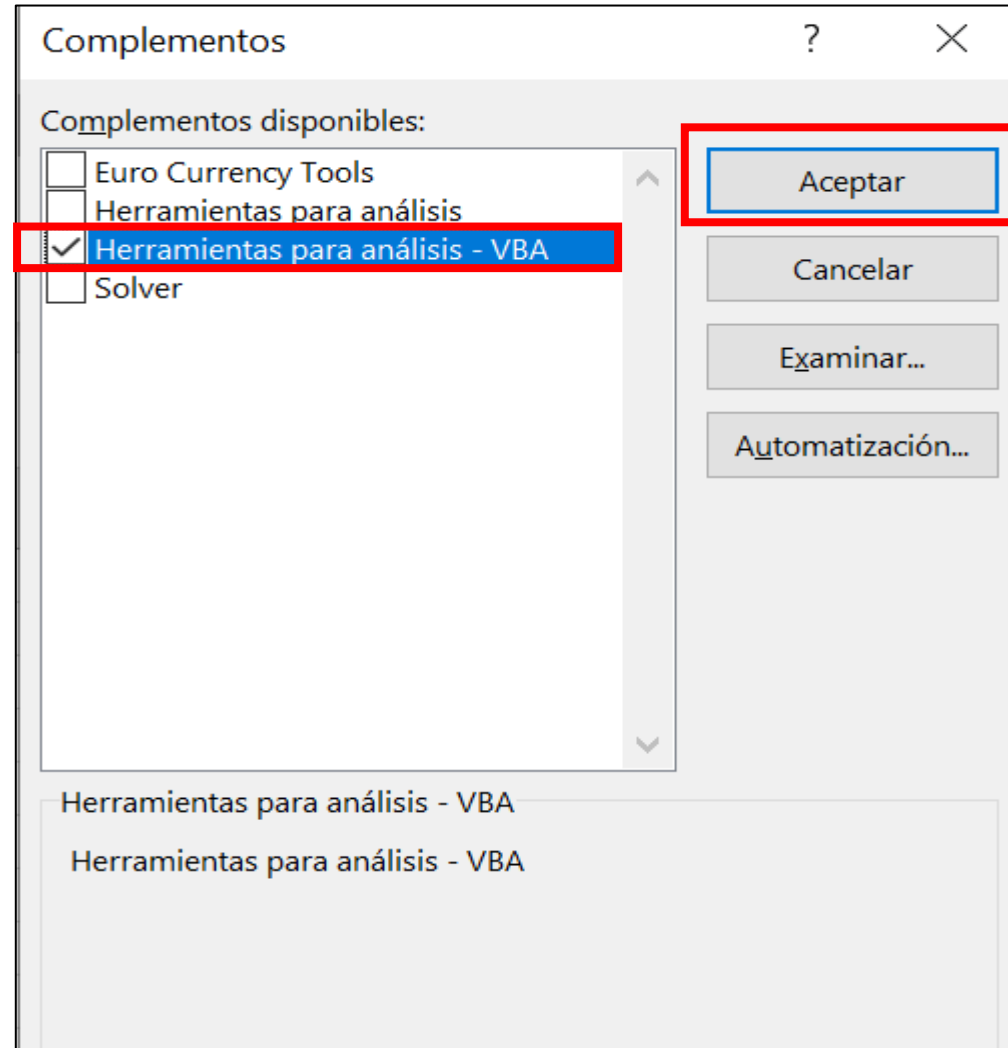 Complementos
?
Complementos disponibles:
Euro Currency Tools
Herramientas para análisis
Herramientas para análisis - VBA
Solver
Aceptar
Cancelar
Examinar...
Automatización...
Herramientas para análisis - VBA
Herramientas para análisis - VBA